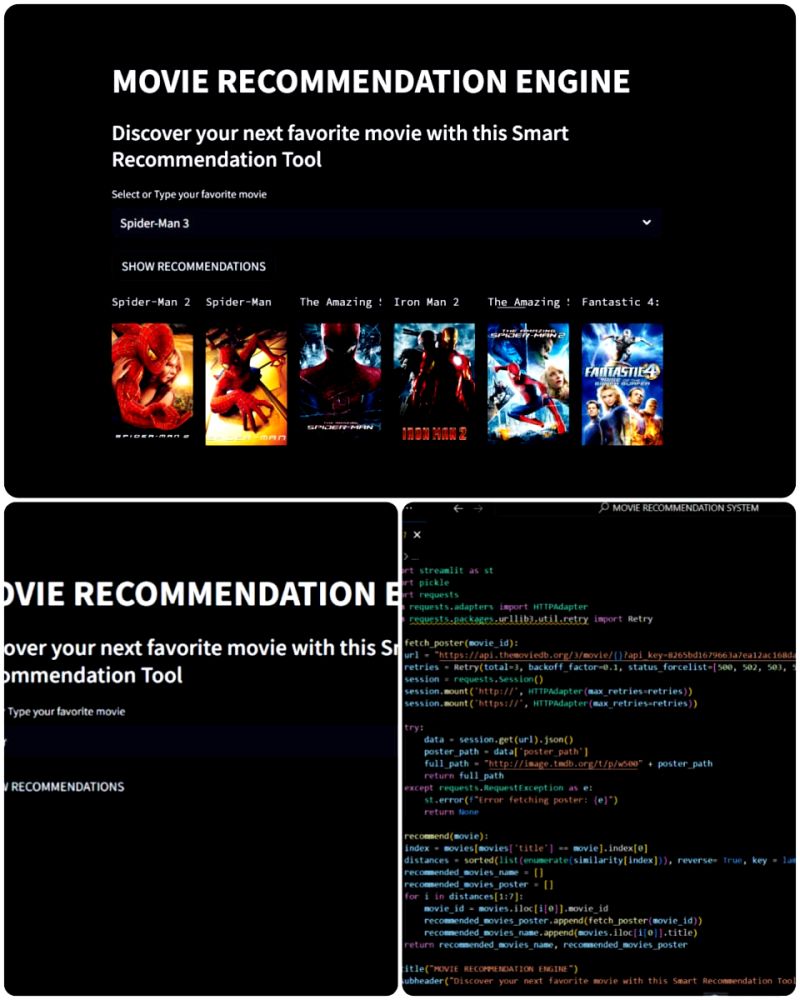 MOVIE RECOMMENDATION ENGINE
Discover your next favorite movie with this Smart
Recommendation Tool
Select or Type your favorite movie
Spider-Man 3
SHOW RECOMMENDATIONS
Spider-Man 2 Spider-Man The Amazing S Iron Man 2 The Amazing S Fantastic 4:
THE AMAZING
SPIDER-MAN 2
FANTASTIC 4
RISE OF THE
SILVER SURFER
SPIDER-MAN 2
SPIDER-MAN
THE AMAZING
SPIDER-MAN
IRON MAN 2
OVIE RECOMMENDATION E
over your next favorite movie with this Sr
ommendation Tool
Type your favorite movie
r
W RECOMMENDATIONS
MOVIE RECOMMENDATION SYSTEM
rt streamlit as st
rt pickle
rt requests
requests.adapters import HTTPAdapter
requests.packages.urllib3.util.retry import Retry
fetch_poster(movie_id):
url = "https://api.themoviedb.org/3/movie/{}?api_key=8265bd1679663a7ea12ac168da
retries = Retry(total=3, backoff_factor=0.1, status_forcelist=[500, 502, 503, 5
session = requests.Session()
session.mount('http://', HTTPAdapter(max_retries=retries))
session.mount('https://', HTTPAdapter(max_retries=retries))
try:
data = session.get(url).json()
poster_path = data['poster_path']
full_path = "http://image.tmdb.org/t/p/w500" + poster_path
return full_path
except requests.RequestException as e:
st.error(f"Error fetching poster: {e}")
return None
recommend(movie):
index = movies[movies['title'] == movie].index[0]
distances = sorted(list(enumerate(similarity[index])), reverse= True, key = lam
recommended_movies_name = []
recommended_movies_poster = []
for i in distances[1:7]:
movie_id = movies.iloc[i[0]].movie_id
recommended_movies_poster.append(fetch_poster(movie_id))
recommended_movies_name.append(movies.iloc[i[0]].title)
return recommended_movies_name, recommended_movies_poster
title("MOVIE RECOMMENDATION ENGINE")
subheader("Discover your next favorite movie with this Smart Recommendation Tool